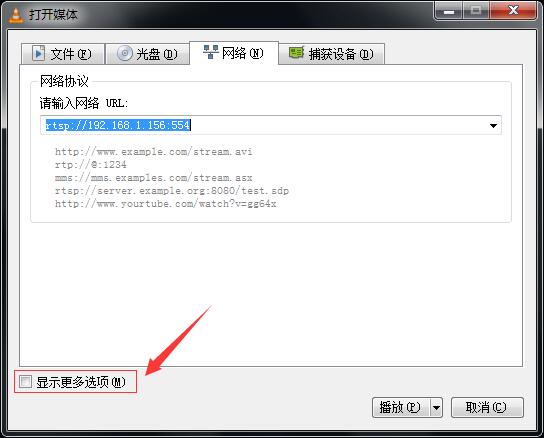 打开媒体
文件(F) 光盘(D) 网络(N) 捕获设备(D)
网络协议
请输入网络 URL:
rtsp://192.168.1.156:554
http://www.example.com/stream.avi
rtp://@:1234
mms://mms.examples.com/stream.asx
rtsp://server.example.org:8080/test.sdp
http://www.yourtube.com/watch?v=gg64x
显示更多选项(M)
播放(P) 取消(C)